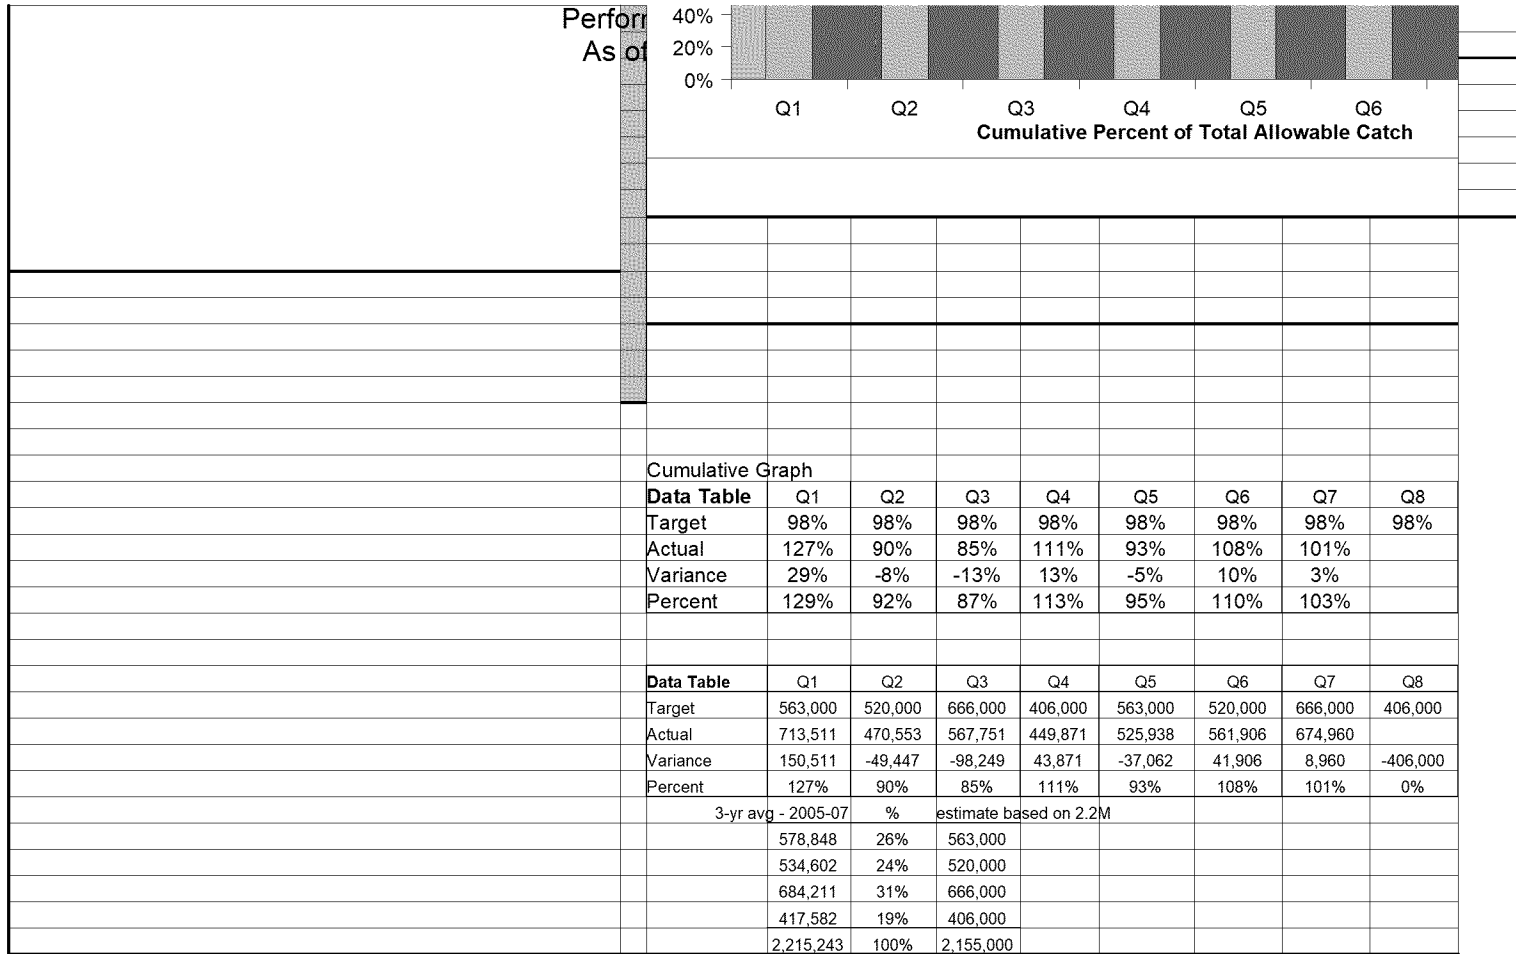 Perform
As of
40%
20%
0%
Q1 Q2 Q3 Q4 Q5 Q6
Cumulative Percent of Total Allowable Catch
Cumulative Graph
Data Table Q1 Q2 Q3 Q4 Q5 Q6 Q7 Q8
Target 98% 98% 98% 98% 98% 98% 98% 98%
Actual 127% 90% 85% 111% 93% 108% 101%
Variance 29% -8% -13% 13% -5% 10% 3%
Percent 129% 92% 87% 113% 95% 110% 103%
Data Table Q1 Q2 Q3 Q4 Q5 Q6 Q7 Q8
Target 563,000 520,000 666,000 406,000 563,000 520,000 666,000 406,000
Actual 713,511 470,553 567,751 449,871 525,938 561,906 674,960
Variance 150,511 -49,447 -98,249 43,871 -37,062 41,906 8,960 -406,000
Percent 127% 90% 85% 111% 93% 108% 101% 0%
3-yr avg - 2005-07 % estimate based on 2.2M
578,848 26% 563,000
534,602 24% 520,000
684,211 31% 666,000
417,582 19% 406,000
2,215,243 100% 2,155,000